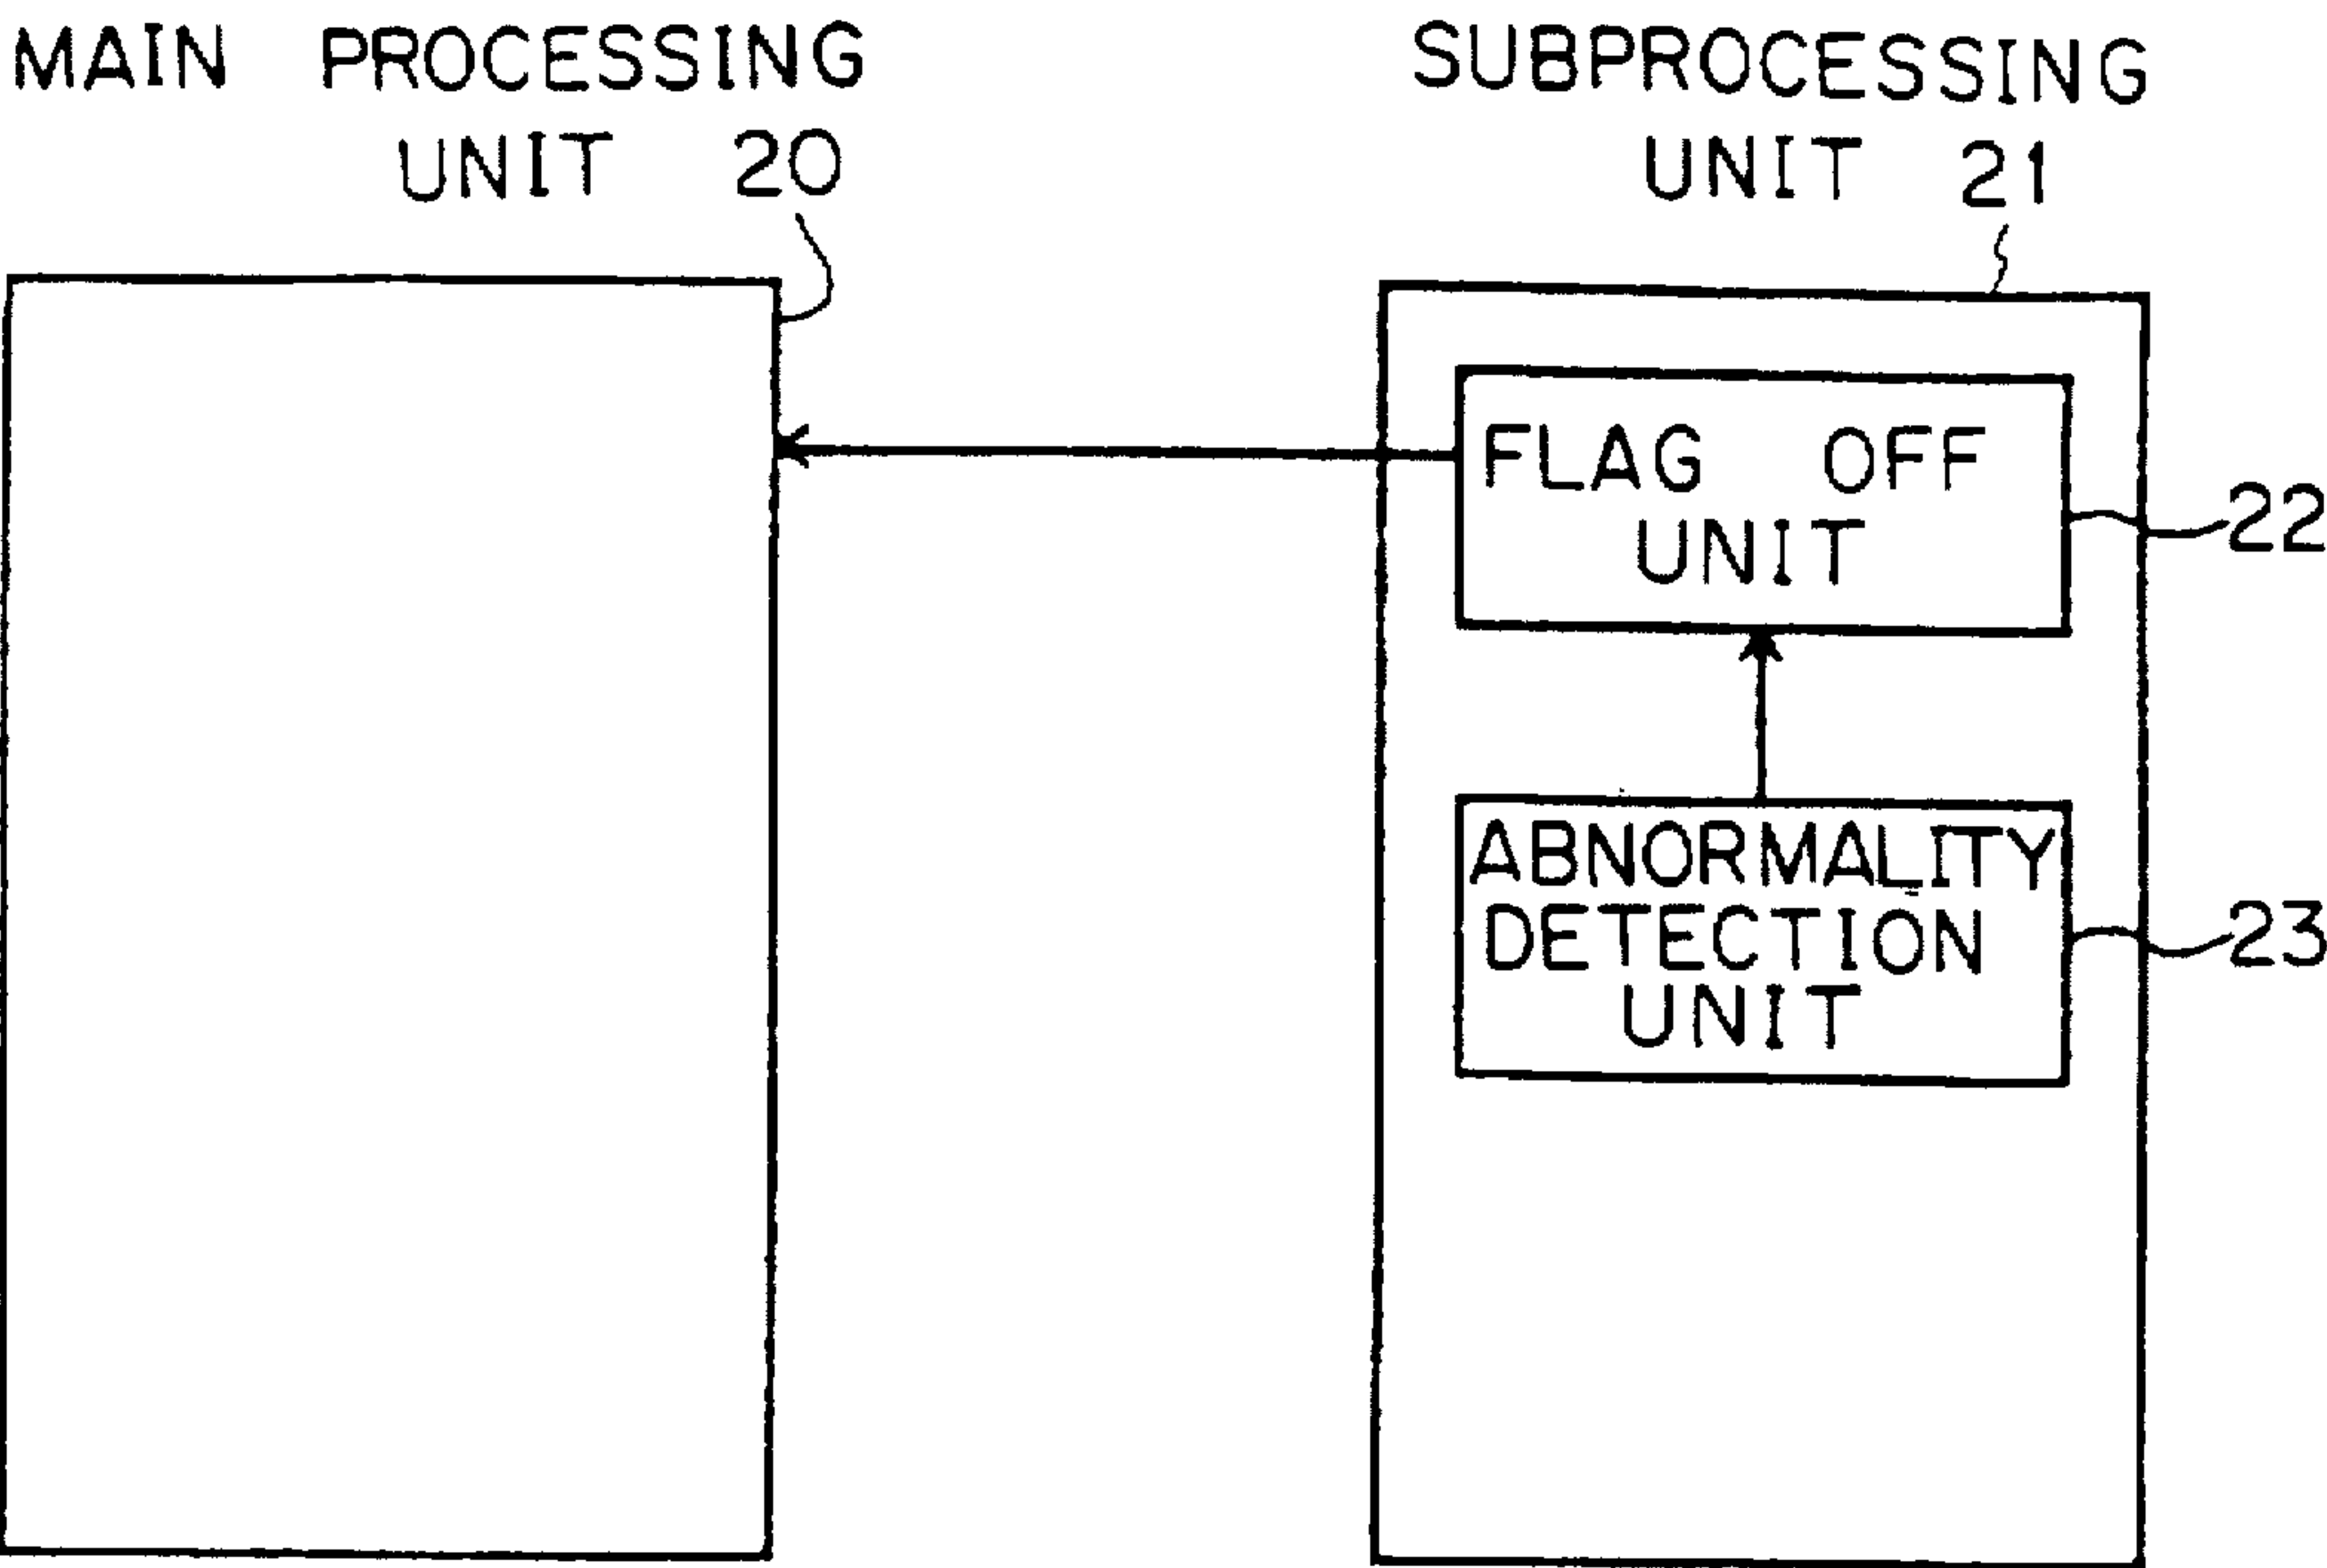 MAIN PROCESSING
UNIT 20
SUBPROCESSING
UNIT 21
FLAG OFF
UNIT
22
ABNORMALITY
DETECTION
UNIT
23